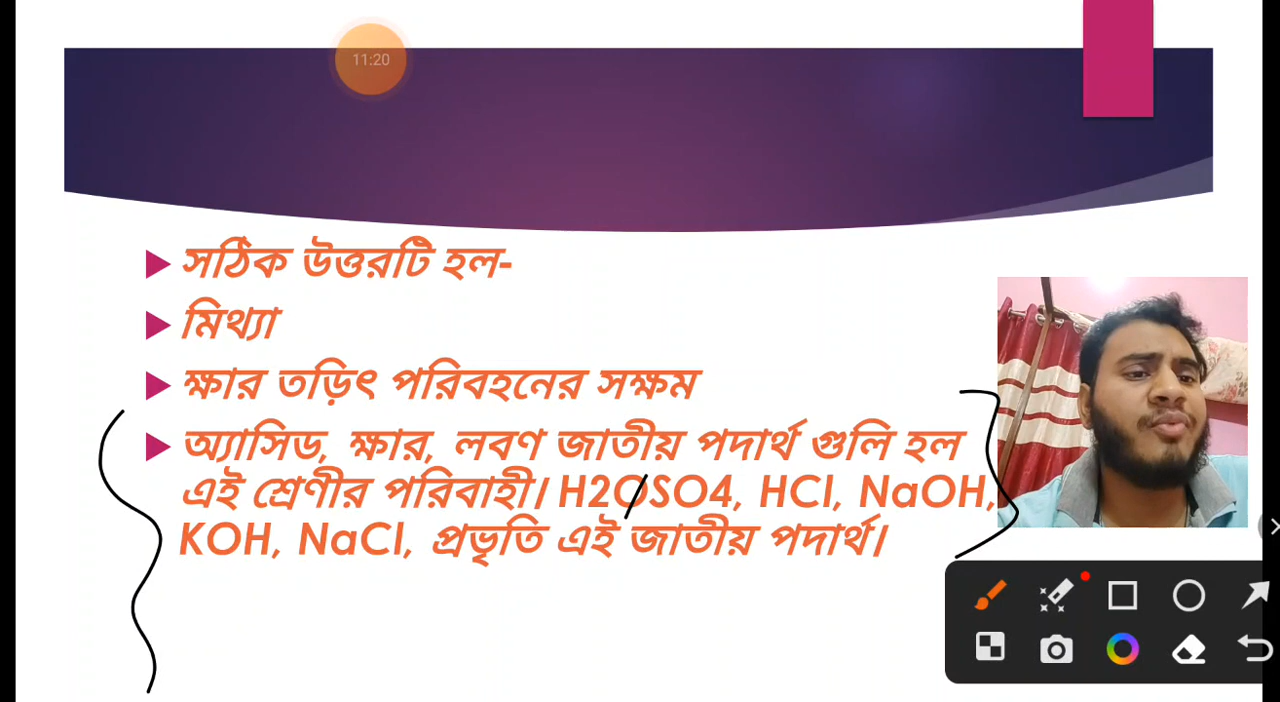 11:20
সঠিক উত্তরটি হল-
মিথ্যা
ক্ষার তড়িৎ পরিবহনের সক্ষম
অ্যাসিড, ক্ষার, লবণ জাতীয় পদার্থ গুলি হল
এই শ্রেণীর পরিবাহী। H2OSO4, HCl, NaOH,
KOH, NaCl, প্রভৃতি এই জাতীয় পদার্থ।